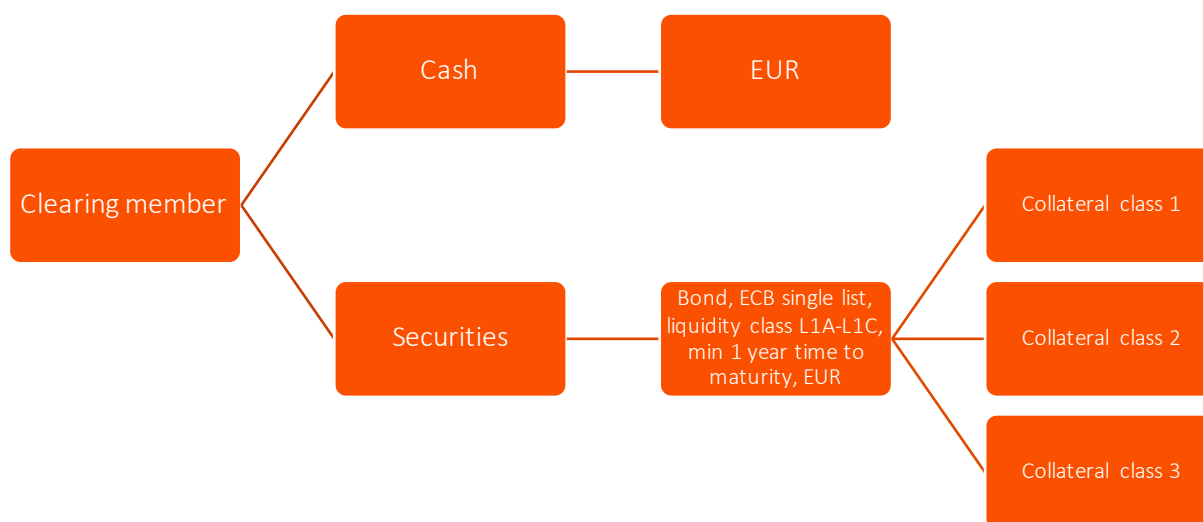 Cash
EUR
Clearing member
Securities
Bond, ECB single list,
liquidity class L1A-L1C,
min 1 year time to
maturity, EUR
Collateral class 1
Collateral class 2
Collateral class 3